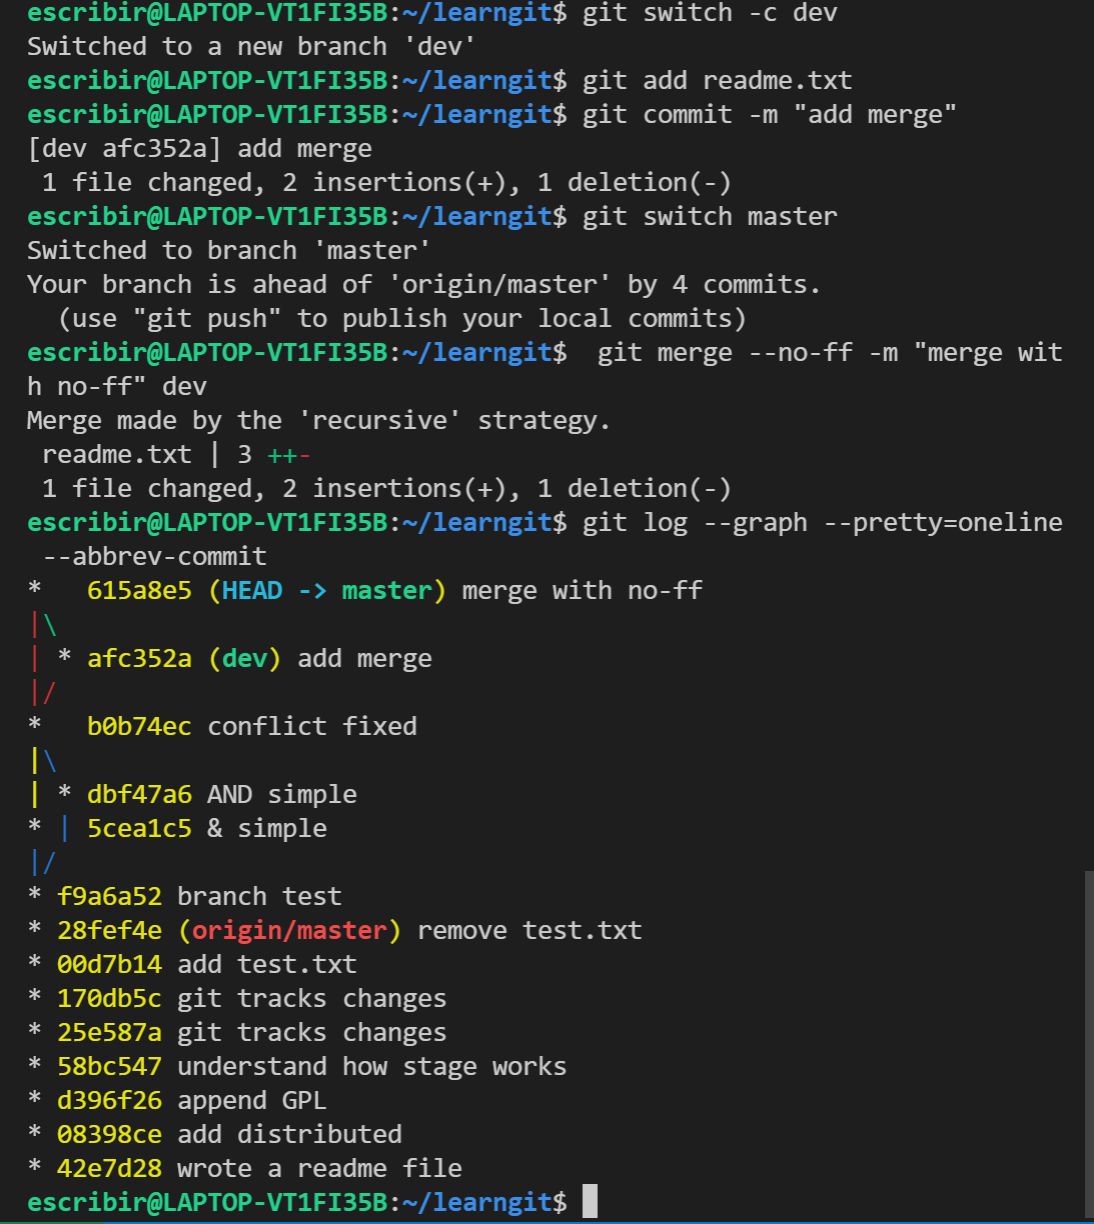 escribir@LAPTOP-VT1FI35B:~/learngit$ git switch -c dev
Switched to a new branch 'dev'
escribir@LAPTOP-VT1FI35B:~/learngit$ git add readme.txt
escribir@LAPTOP-VT1FI35B:~/learngit$ git commit -m "add merge"
[dev afc352a] add merge
 1 file changed, 2 insertions(+), 1 deletion(-)
escribir@LAPTOP-VT1FI35B:~/learngit$ git switch master
Switched to branch 'master'
Your branch is ahead of 'origin/master' by 4 commits.
  (use "git push" to publish your local commits)
escribir@LAPTOP-VT1FI35B:~/learngit$  git merge --no-ff -m "merge wit
h no-ff" dev
Merge made by the 'recursive' strategy.
 readme.txt | 3 ++-
 1 file changed, 2 insertions(+), 1 deletion(-)
escribir@LAPTOP-VT1FI35B:~/learngit$ git log --graph --pretty=oneline
 --abbrev-commit
*   615a8e5 (HEAD -> master) merge with no-ff
|\
| * afc352a (dev) add merge
|/
*   b0b74ec conflict fixed
|\
| * dbf47a6 AND simple
* | 5cea1c5 & simple
|/
* f9a6a52 branch test
* 28fef4e (origin/master) remove test.txt
* 00d7b14 add test.txt
* 170db5c git tracks changes
* 25e587a git tracks changes
* 58bc547 understand how stage works
* d396f26 append GPL
* 08398ce add distributed
* 42e7d28 wrote a readme file
escribir@LAPTOP-VT1FI35B:~/learngit$